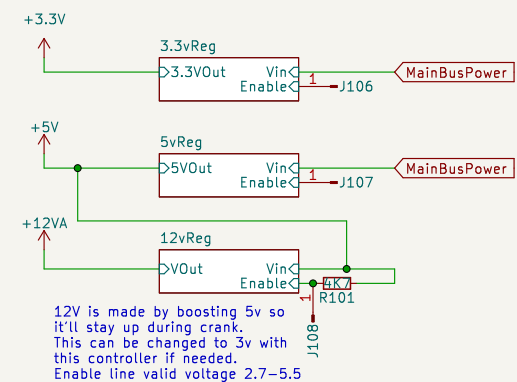 +3.3V
3.3vReg
3.3VOut
Vin
Enable
1
J106
MainBusPower
+5V
5vReg
5VOut
Vin
Enable
1
J107
MainBusPower
+12VA
12vReg
VOut
Vin
Enable
4K7
R101
1
J108
12V is made by boosting 5v so
it'll stay up during crank.
This can be changed to 3v with
this controller if needed.
Enable line valid voltage 2.7-5.5